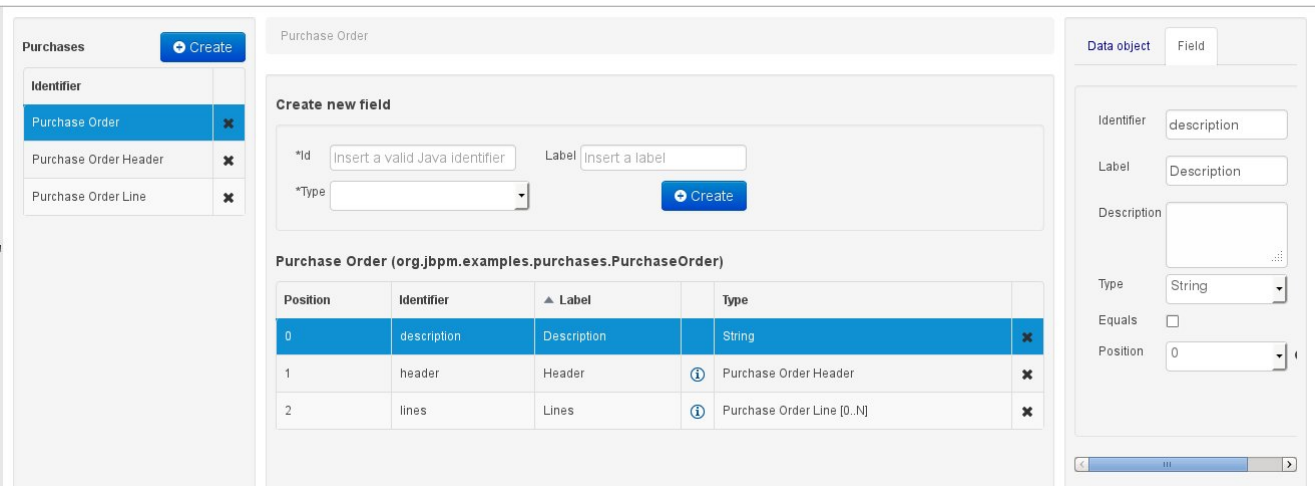 Purchases
Create
Identifier
Purchase Order
Purchase Order Header
Purchase Order Line
Purchase Order
Create new field
*Id Insert a valid Java identifier Label Insert a label
*Type Create
Purchase Order (org.jbpm.examples.purchases.PurchaseOrder)
Position Identifier Label Type
0 description Description String
1 header Header Purchase Order Header
2 lines Lines Purchase Order Line [0..N]
Data object Field
Identifier description
Label Description
Description
Type String
Equals
Position 0